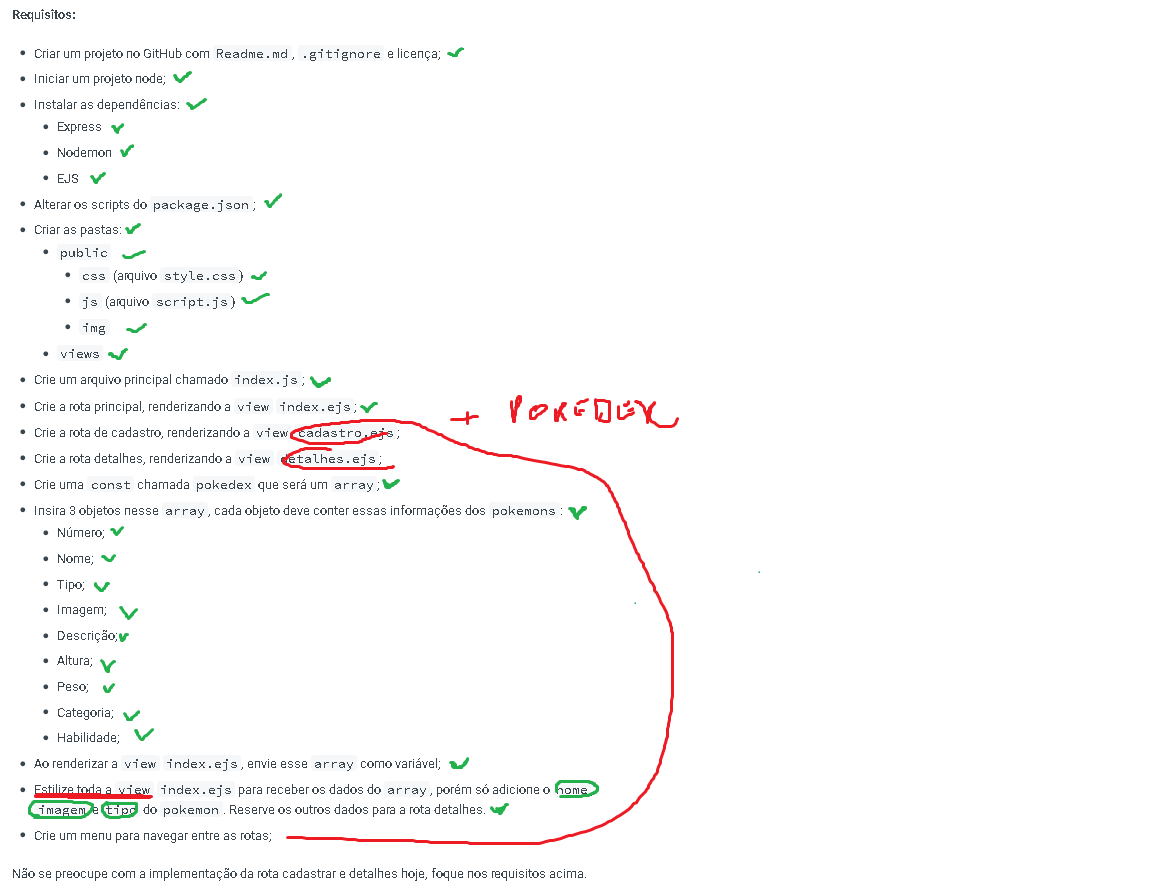 Requisitos:
Criar um projeto no GitHub com Readme.md, .gitignore e licença;
Iniciar um projeto node;
Instalar as dependências:
Express
Nodemon
EJS
Alterar os scripts do package.json;
Criar as pastas:
public
css (arquivo style.css)
js (arquivo script.js)
img
views
Crie um arquivo principal chamado index.js;
Crie a rota principal, renderizando a view index.ejs;
+ POKEDEX
Crie a rota de cadastro, renderizando a view cadastro.ejs;
Crie a rota detalhes, renderizando a view detalhes.ejs;
Crie uma const chamada pokedex que será um array;
Insira 3 objetos nesse array, cada objeto deve conter essas informações dos pokemons:
Número;
Nome;
Tipo;
Imagem;
Descrição;
Altura;
Peso;
Categoria;
Habilidade;
Ao renderizar a view index.ejs, envie esse array como variável;
Estilize toda a view index.ejs para receber os dados do array, porém só adicione o nome
imagem e tipo do pokemon. Reserve os outros dados para a rota detalhes.
Crie um menu para navegar entre as rotas;
Não se preocupe com a implementação da rota cadastrar e detalhes hoje, foque nos requisitos acima.